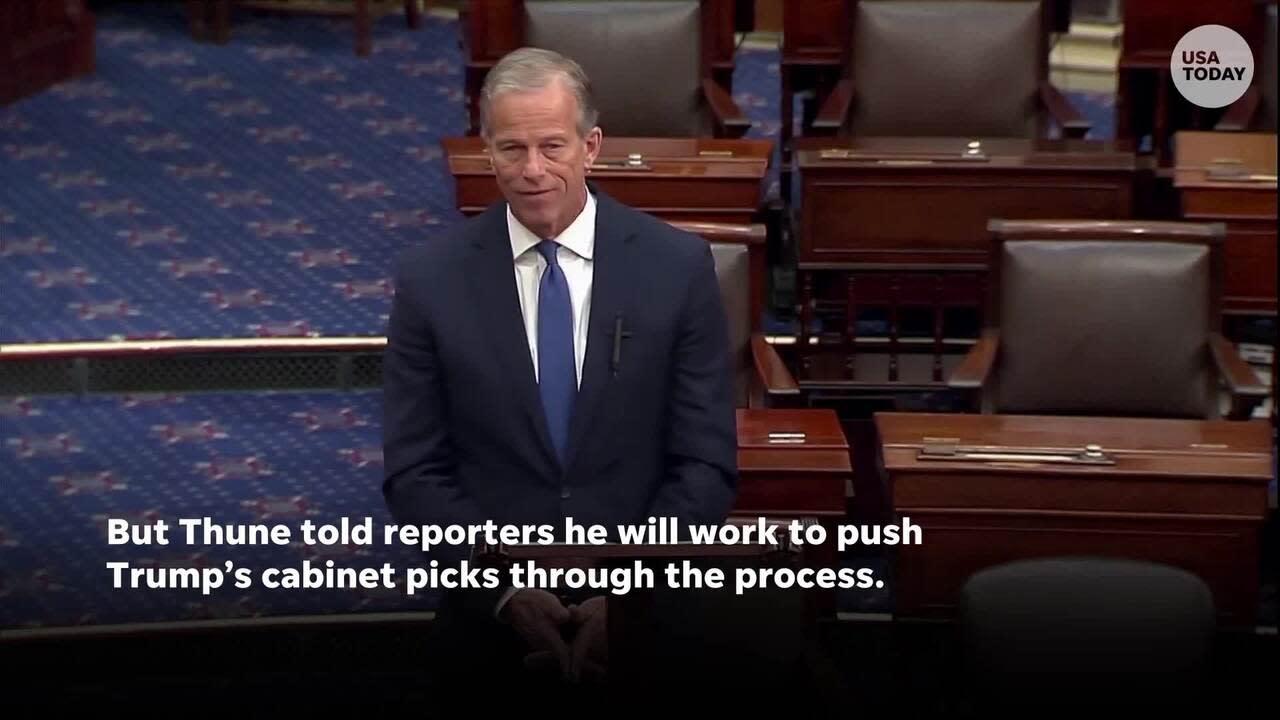 USA
TODAY
But Thune told reporters he will work to push
Trump’s cabinet picks through the process.